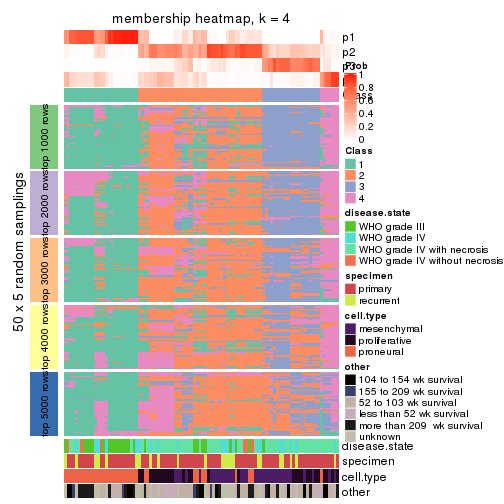 membership heatmap, k = 4
p1
p2
p3
Prob
1
0.8
0.6
0.4
0.2
0
Class
1
2
3
4
disease.state
WHO grade III
WHO grade IV
WHO grade IV with necrosis
WHO grade IV without necrosis
specimen
primary
recurrent
cell.type
mesenchymal
proliferative
proneural
other
104 to 154 wk survival
155 to 209 wk survival
52 to 103 wk survival
less than 52 wk survival
more than 209 wk survival
unknown
50 x 5 random samplings
top 1000 rows
top 2000 rows
top 3000 rows
top 4000 rows
top 5000 rows
disease.state
specimen
cell.type
other